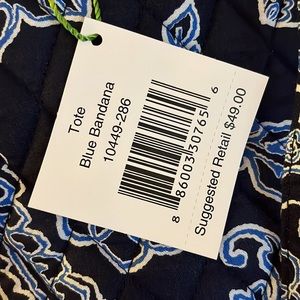 Tote
Blue Bandana
10449-286
8 86003 30765 6
Suggested Retail $49.00